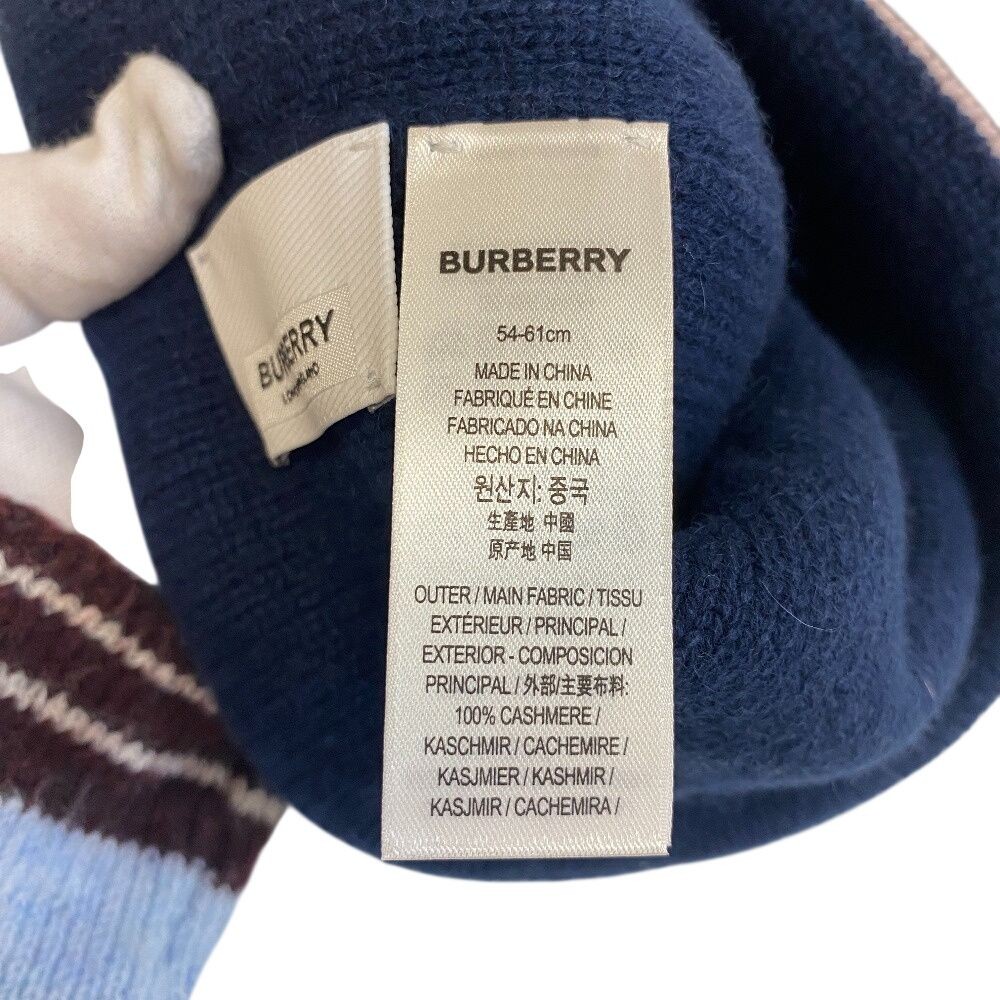 BURBERRY
BURBERRY
54-61cm
MADE IN CHINA
FABRIQUÉ EN CHINE
FABRICADO NA CHINA
HECHO EN CHINA
원산지: 중국
生產地 中國
原产地 中国
OUTER / MAIN FABRIC / TISSU
EXTÉRIEUR / PRINCIPAL /
EXTERIOR - COMPOSICION
PRINCIPAL / 外部/主要布料:
100% CASHMERE /
KASCHMIR / CACHEMIRE /
KASJMIER / KASHMIR /
KASJMIR / CACHEMIRA /